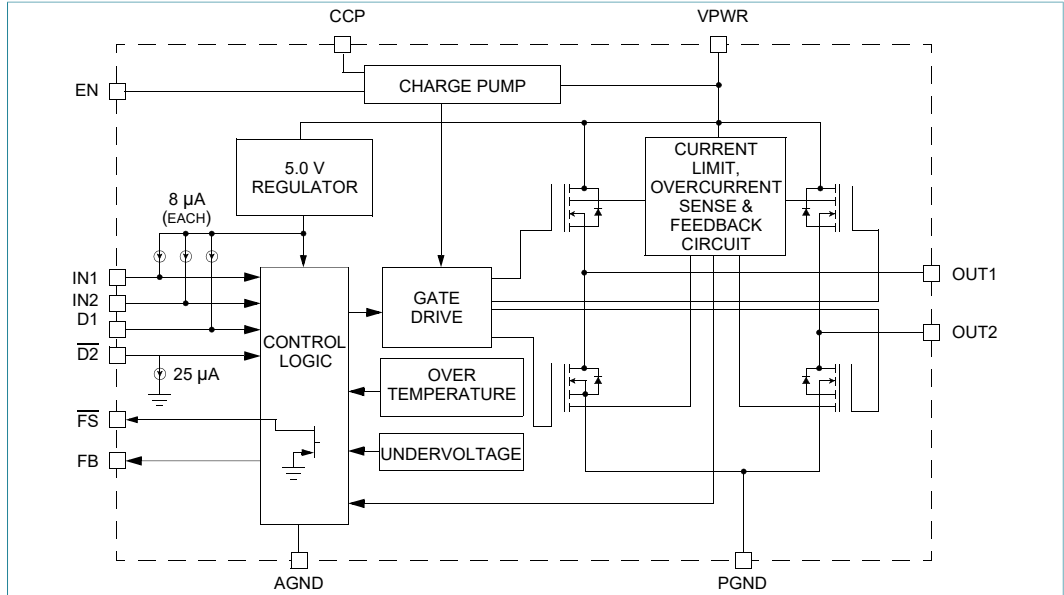 CCP
VPWR
EN
CHARGE PUMP
5.0 V
REGULATOR
CURRENT
LIMIT,
OVERCURRENT
SENSE &
FEEDBACK
CIRCUIT
8 µA
(EACH)
IN1
IN2
D1
D2
25 µA
FS
FB
CONTROL
LOGIC
GATE
DRIVE
OVER
TEMPERATURE
UNDERVOLTAGE
OUT1
OUT2
AGND
PGND